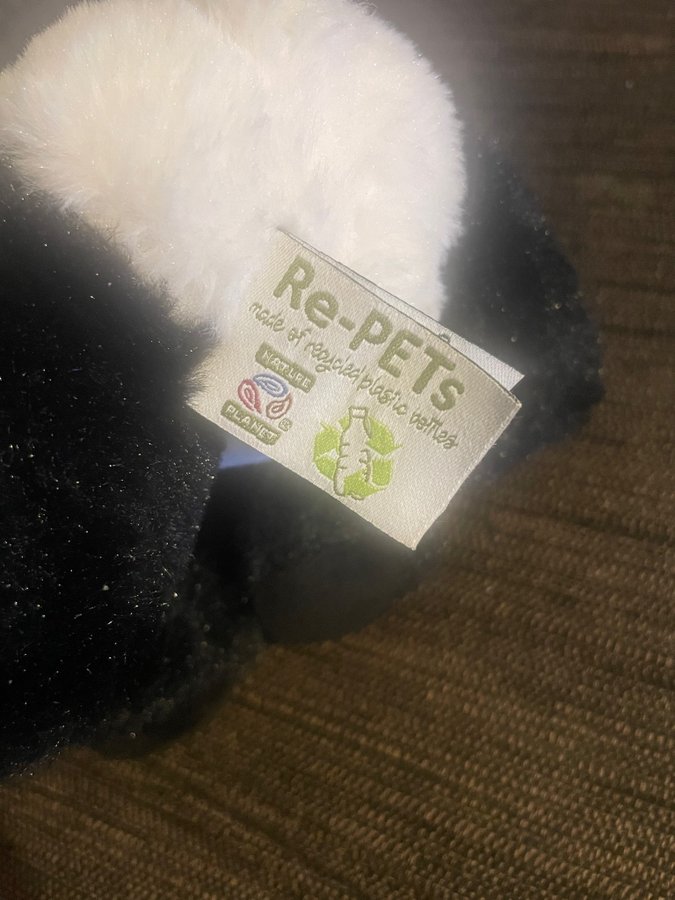 Re-PETs
made of recycled plastic bottles
NATURE
PLANET
®